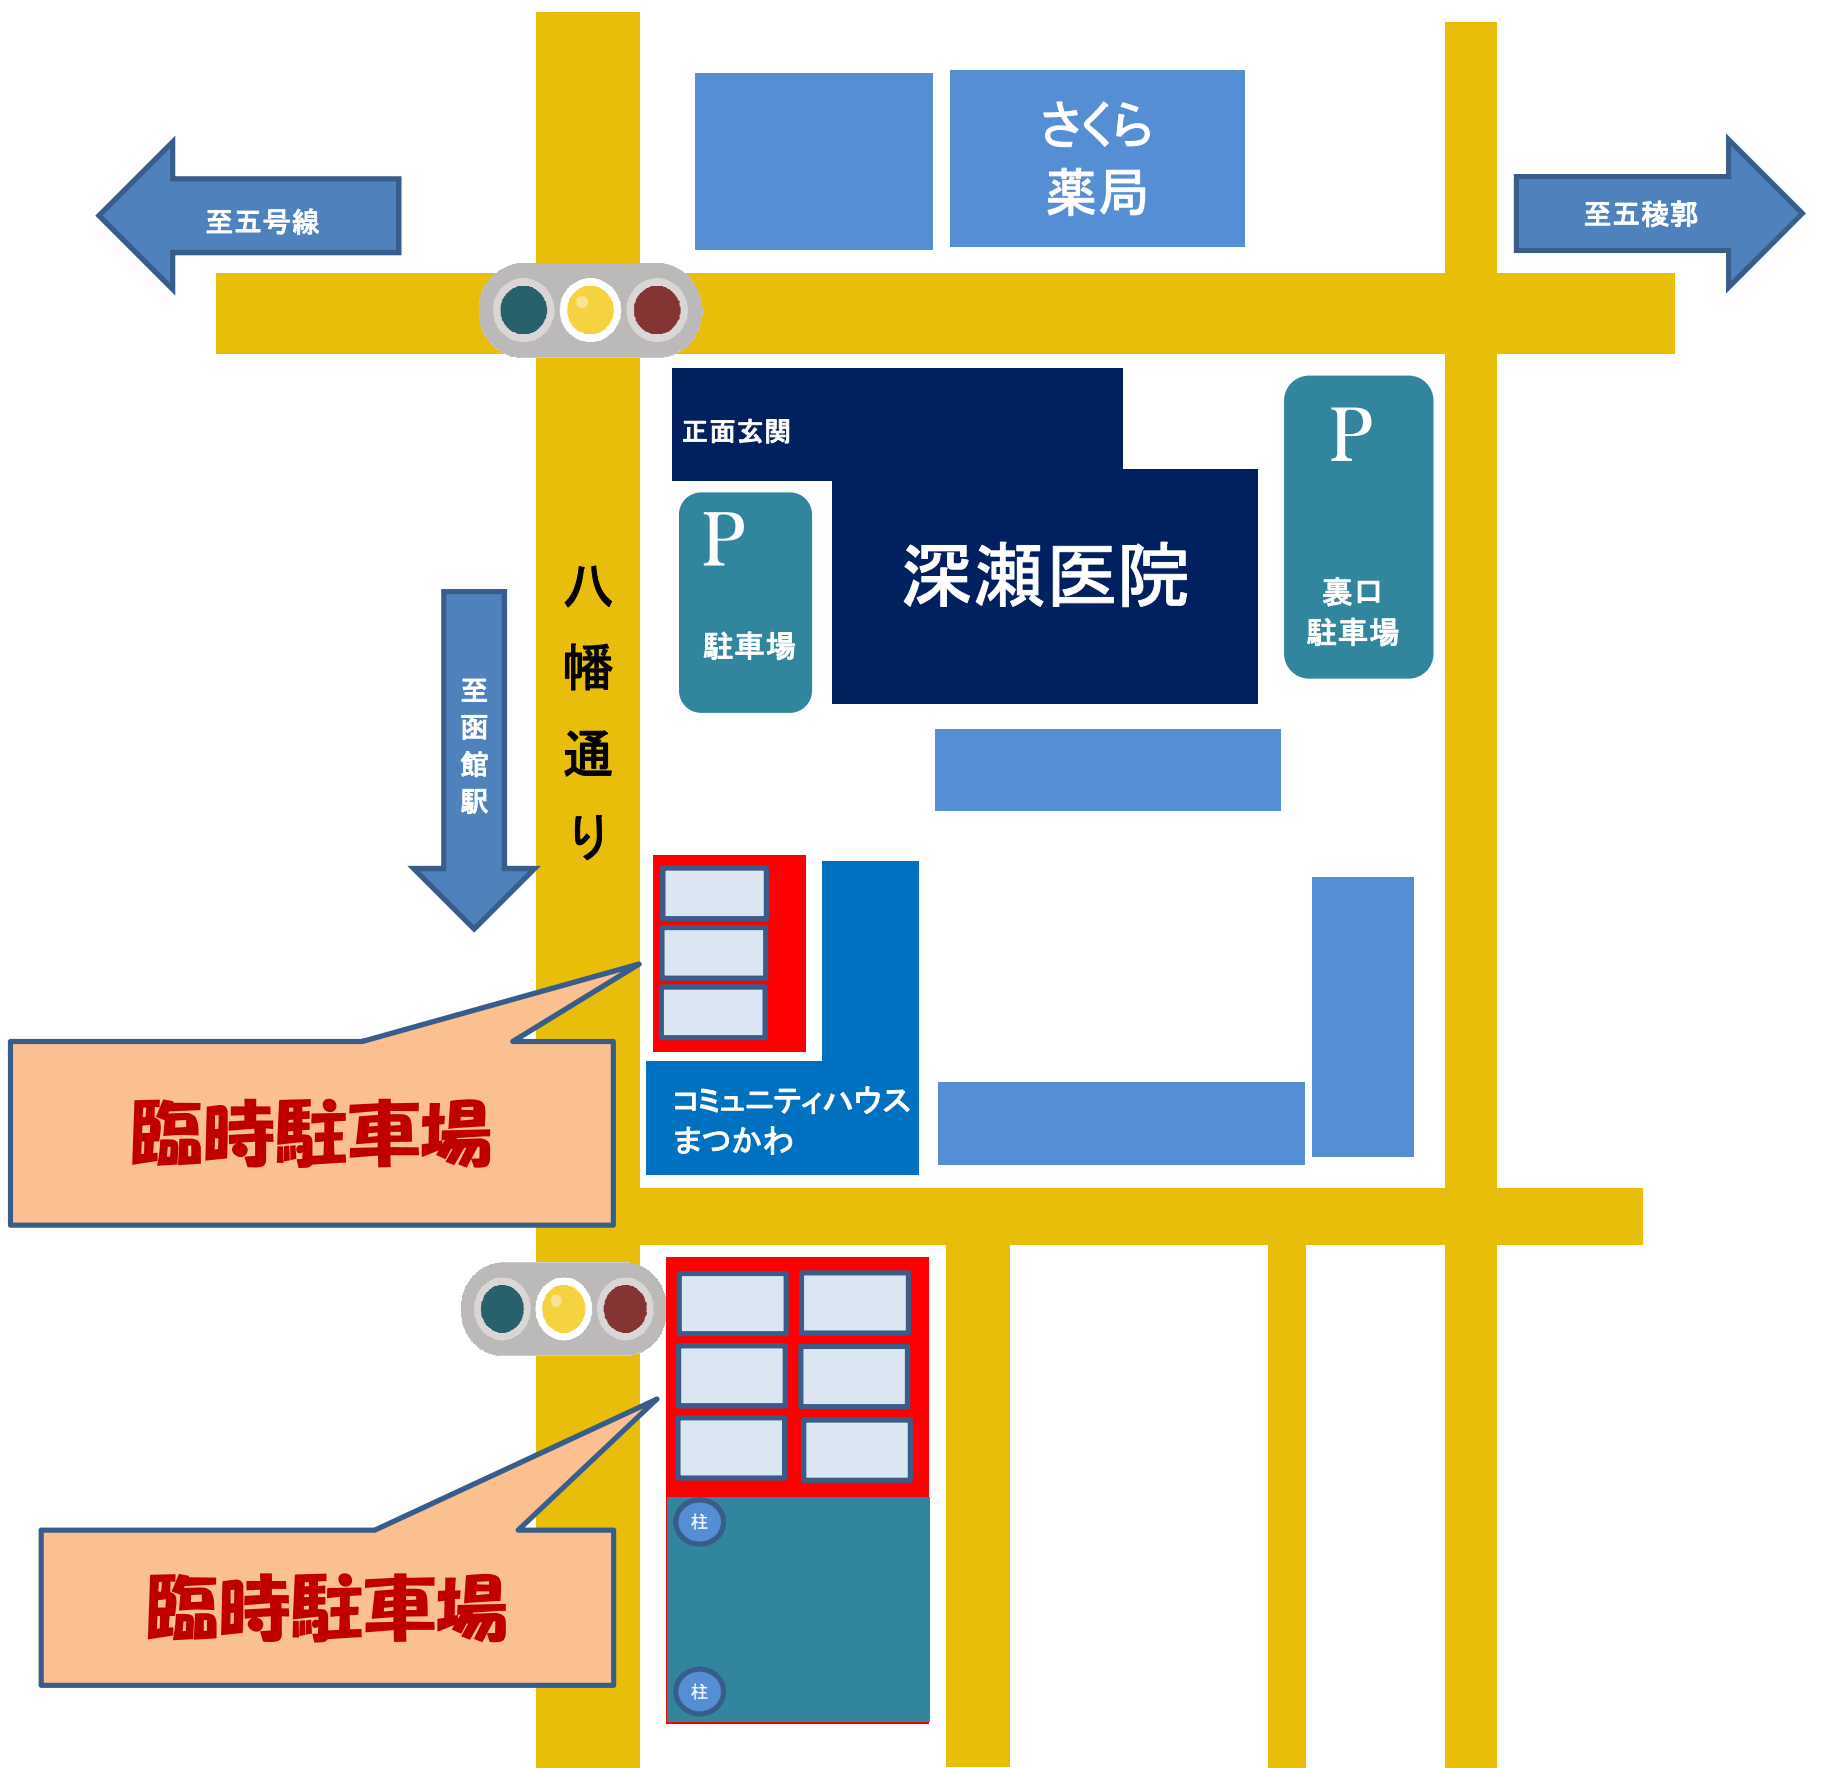 さくら
薬局
至五号線
至五稜郭
正面玄関
P
駐車場
深瀬医院
P
裏口
駐車場
八幡通り
至函館駅
コミュニティハウス
まつかわ
臨時駐車場
臨時駐車場
柱
柱